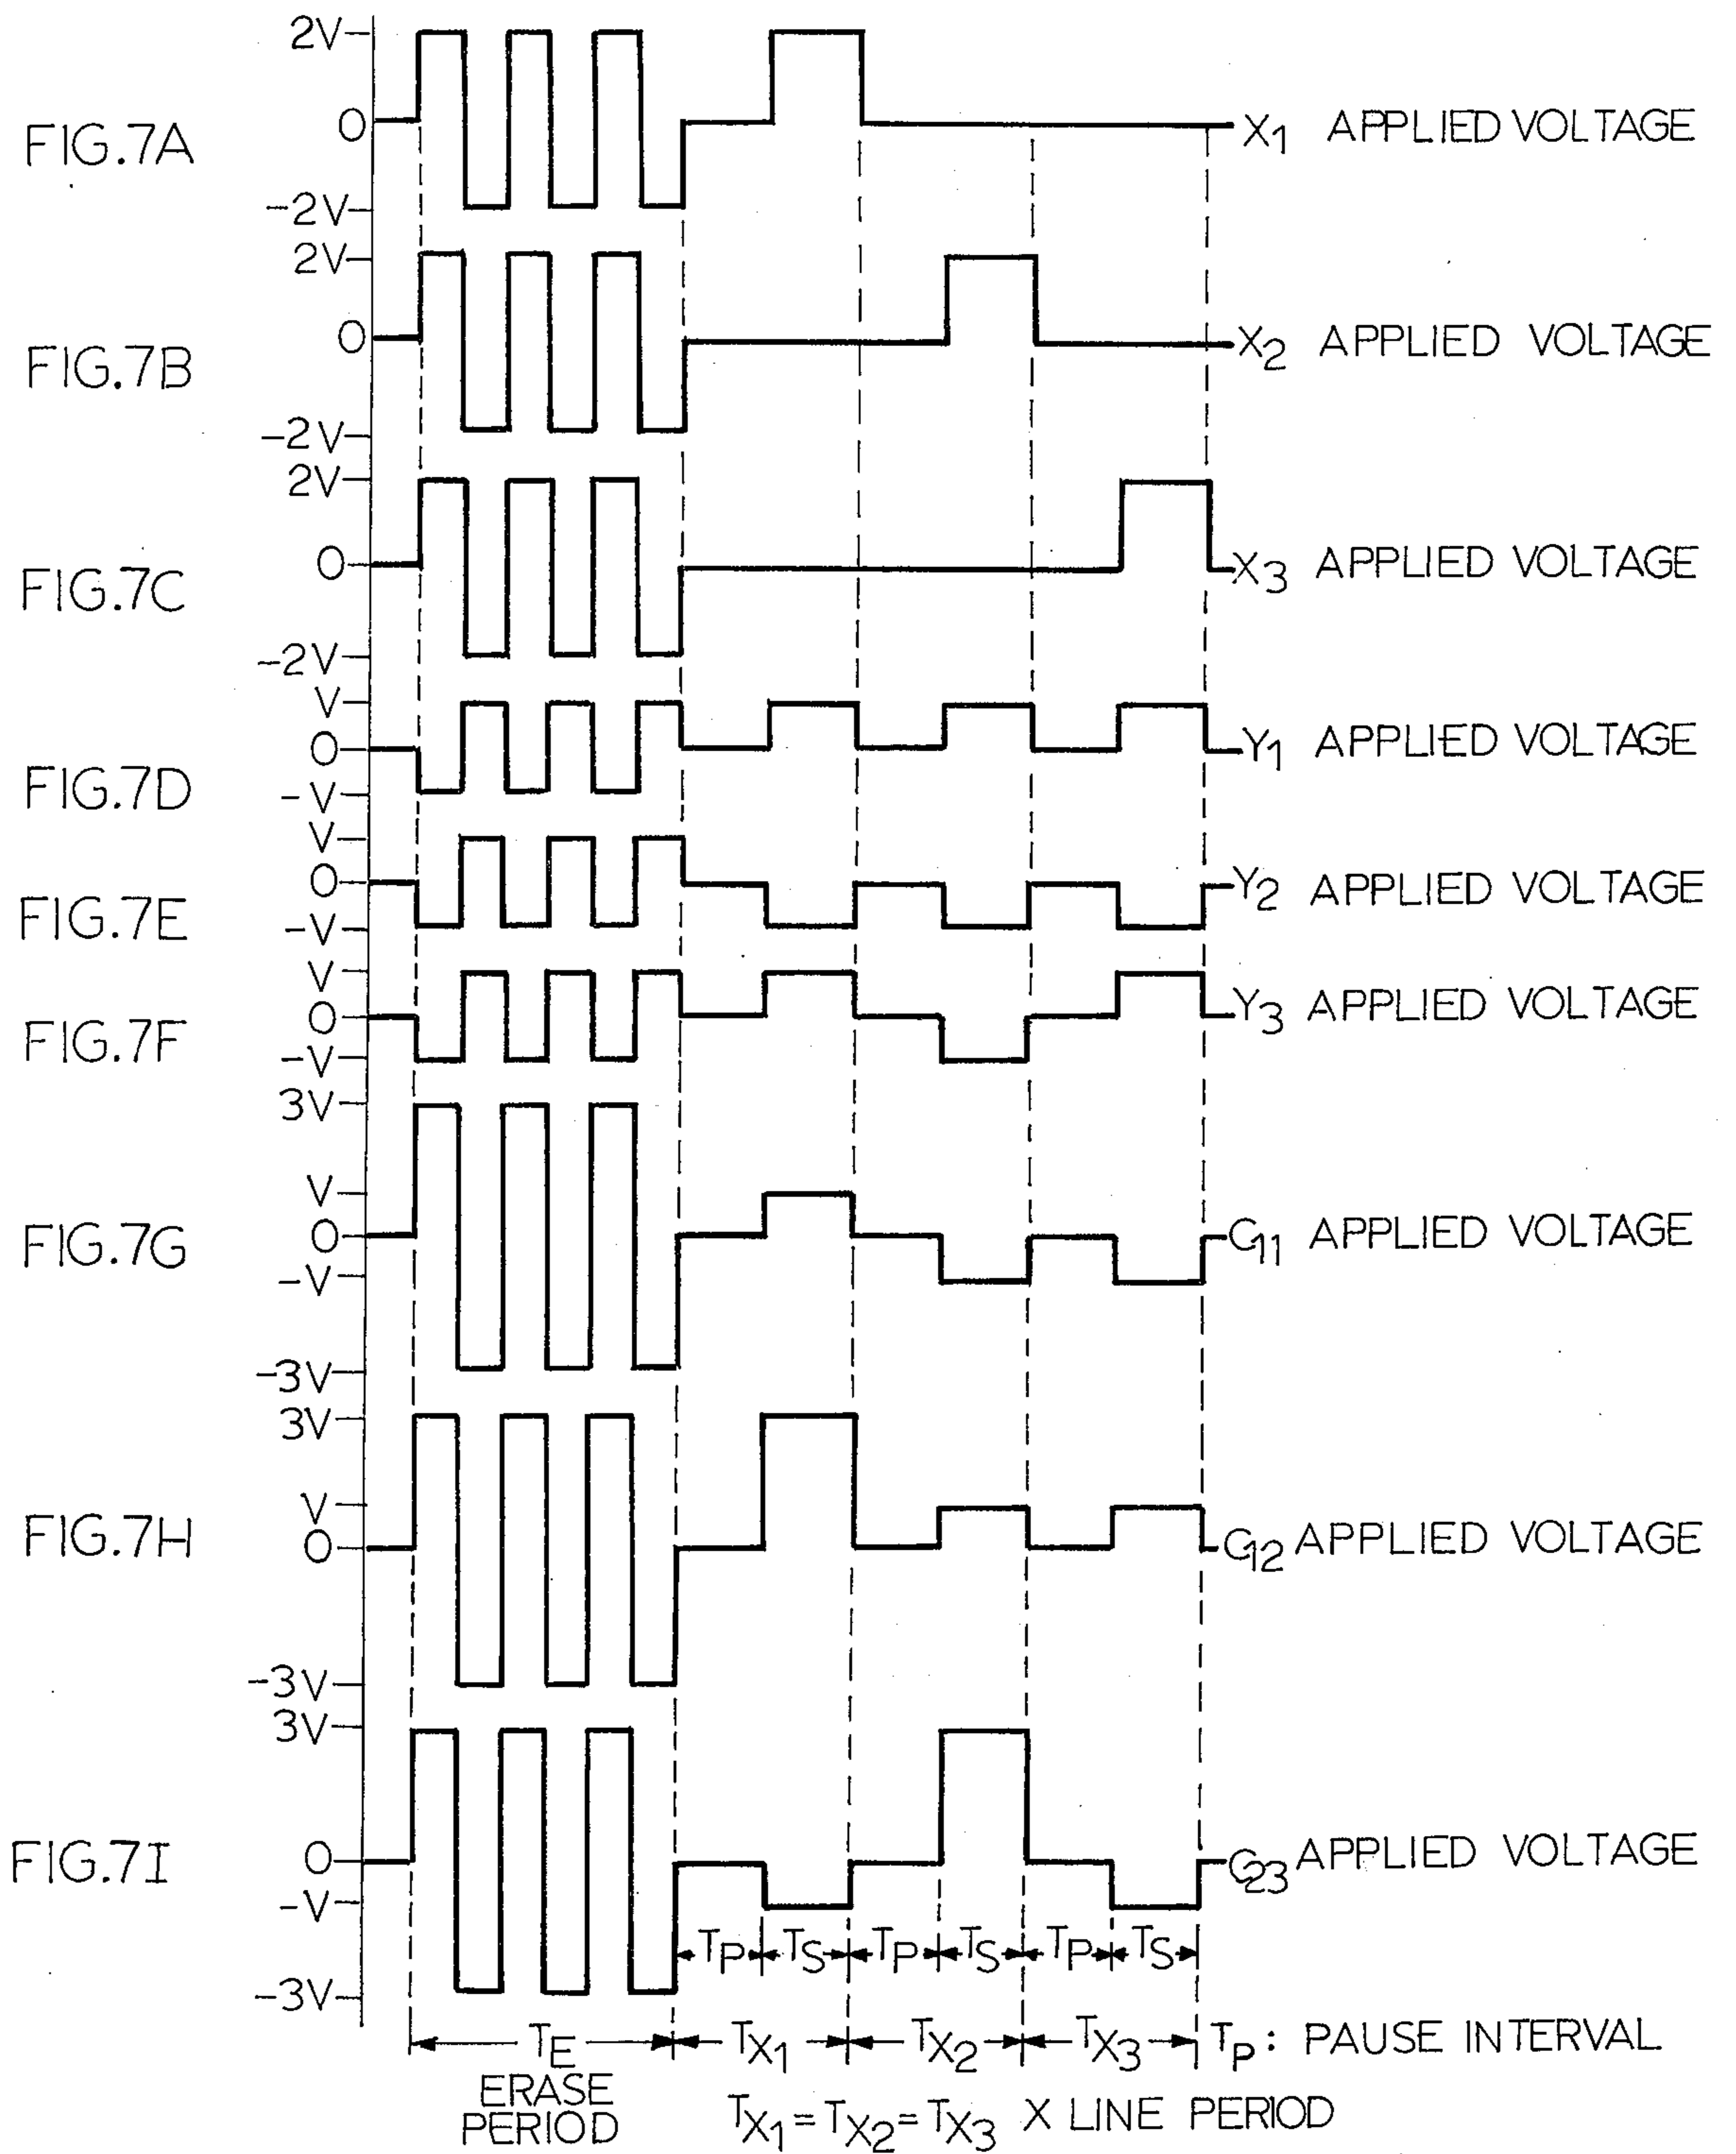 2V
FIG.7A
0
X1 APPLIED VOLTAGE
-2V
2V
FIG.7B
0
X2 APPLIED VOLTAGE
-2V
2V
FIG.7C
0
X3 APPLIED VOLTAGE
-2V
V
FIG.7D
0
Y1 APPLIED VOLTAGE
-V
V
FIG.7E
0
Y2 APPLIED VOLTAGE
-V
V
FIG.7F
0
Y3 APPLIED VOLTAGE
-V
3V
V
FIG.7G
0
C11 APPLIED VOLTAGE
-V
-3V
3V
V
FIG.7H
0
C12 APPLIED VOLTAGE
-3V
3V
FIG.7I
0
C23 APPLIED VOLTAGE
-V
TP TS TP TS TP TS
-3V
TE TX1 TX2 TX3 TP: PAUSE INTERVAL
ERASE
PERIOD
TX1=TX2=TX3 X LINE PERIOD